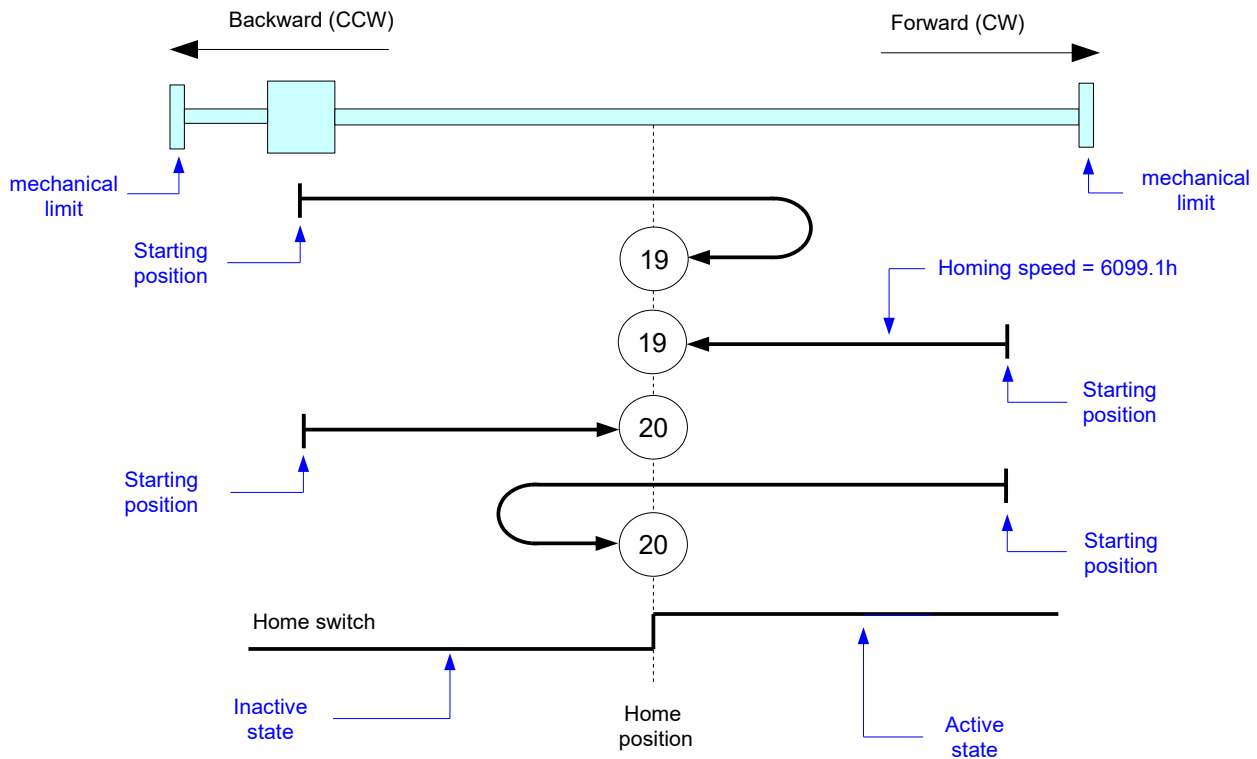 Backward (CCW)
Forward (CW)
mechanical
limit
mechanical
limit
Starting
position
19
Homing speed = 6099.1h
19
Starting
position
20
Starting
position
20
Starting
position
Home switch
Inactive
state
Home
position
Active
state